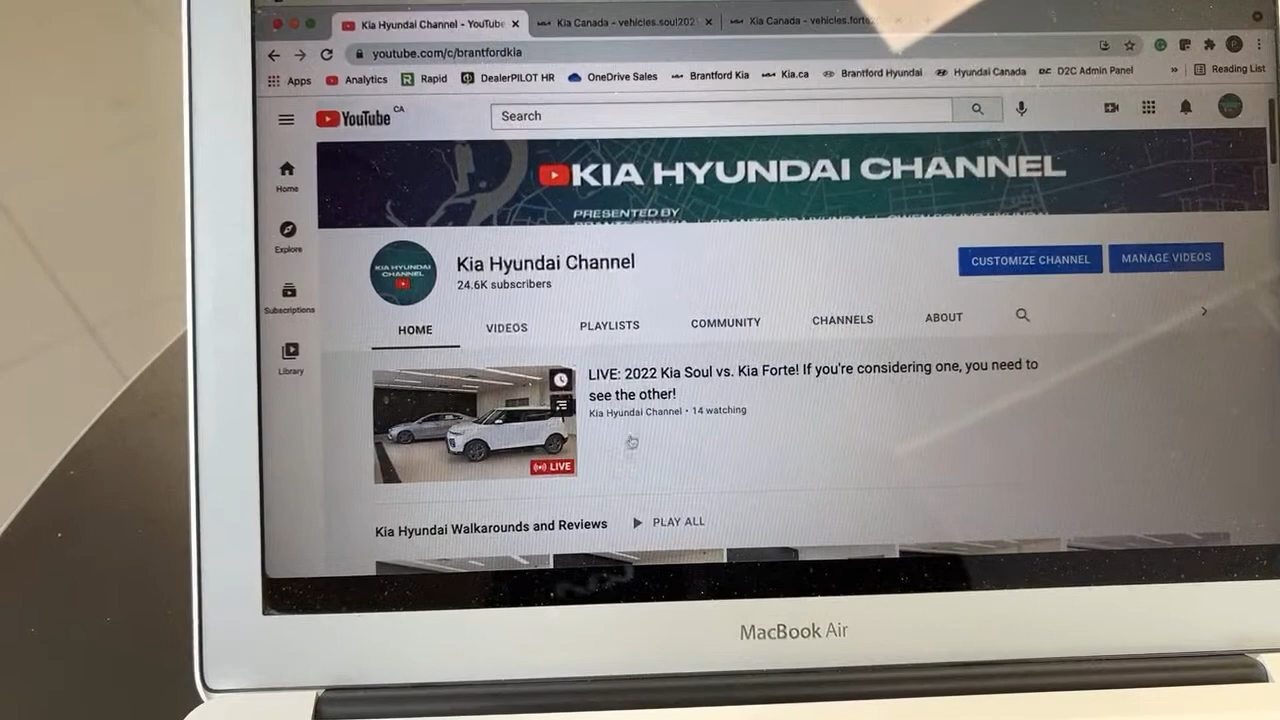 Kia Hyundai Channel - YouTube
Kia Canada - vehicles.soul202
Kia Canada - vehicles.forte2
youtube.com/c/brantfordkia
Apps Analytics Rapid DealerPILOT HR OneDrive Sales Brantford Kia Kia.ca Brantford Hyundai Hyundai Canada D2C Admin Panel » Reading List
YouTube CA
Search
KIA HYUNDAI CHANNEL
PRESENTED BY
Home
Explore
Subscriptions
Library
KIA HYUNDAI CHANNEL
Kia Hyundai Channel
24.6K subscribers
CUSTOMIZE CHANNEL
MANAGE VIDEOS
HOME VIDEOS PLAYLISTS COMMUNITY CHANNELS ABOUT
LIVE: 2022 Kia Soul vs. Kia Forte! If you're considering one, you need to
see the other!
Kia Hyundai Channel • 14 watching
LIVE
Kia Hyundai Walkarounds and Reviews
PLAY ALL
MacBook Air